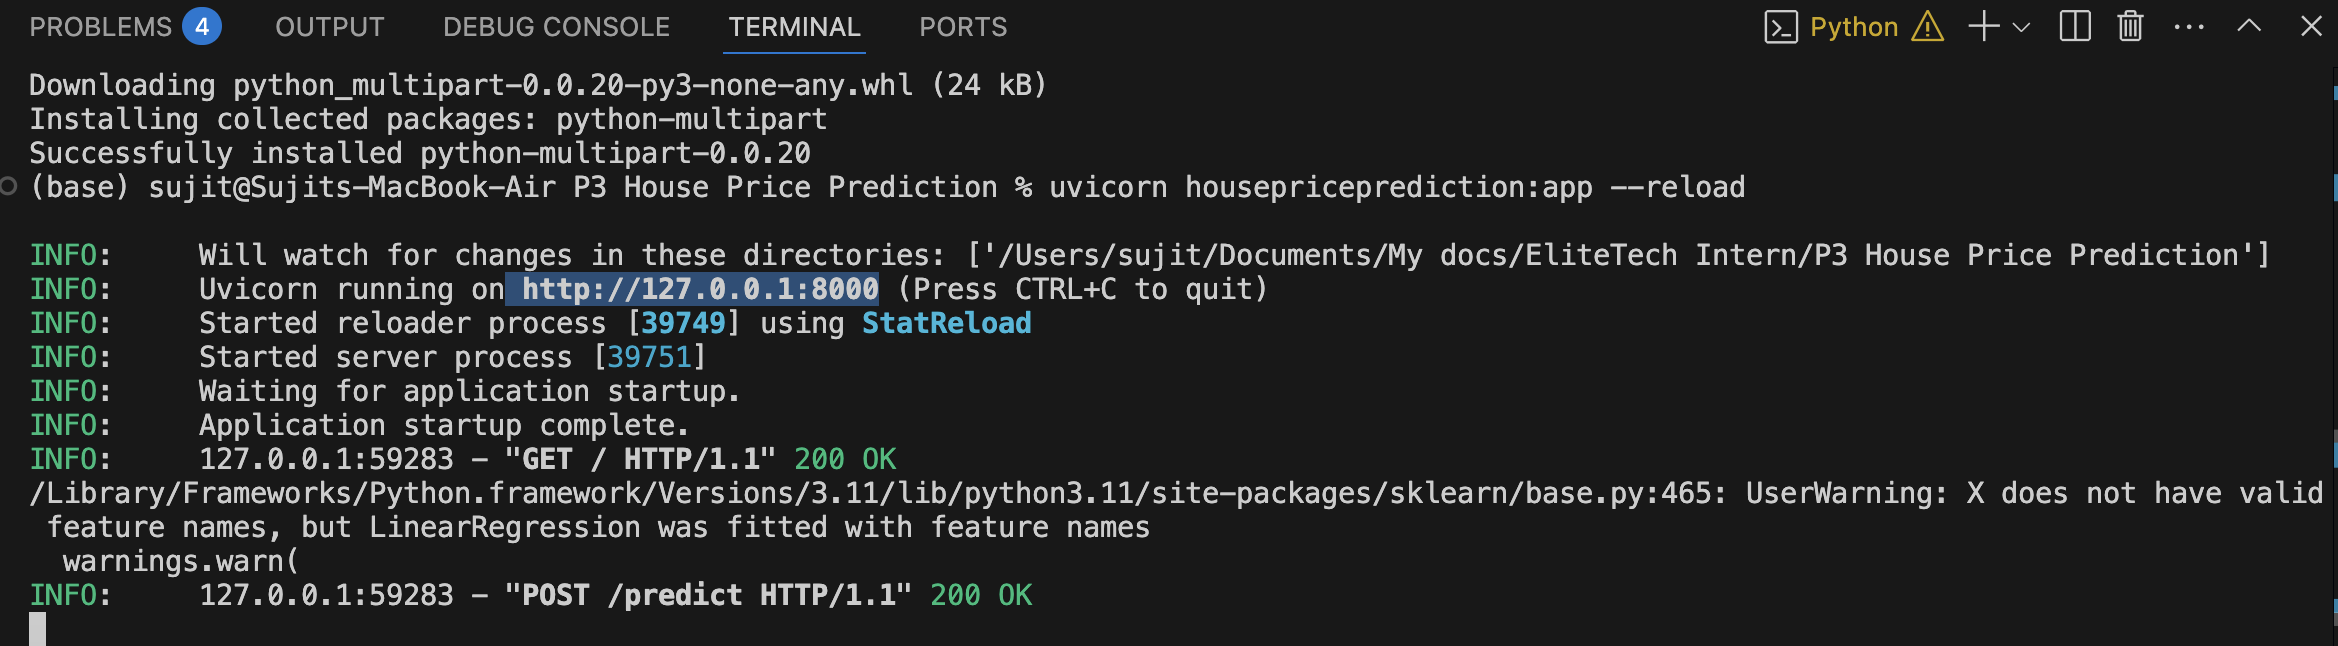 PROBLEMS 4 OUTPUT DEBUG CONSOLE TERMINAL PORTS Python
Downloading python_multipart-0.0.20-py3-none-any.whl (24 kB)
Installing collected packages: python-multipart
Successfully installed python-multipart-0.0.20
(base) sujit@Sujits-MacBook-Air P3 House Price Prediction % uvicorn housepriceprediction:app --reload
INFO:     Will watch for changes in these directories: ['/Users/sujit/Documents/My docs/EliteTech Intern/P3 House Price Prediction']
INFO:     Uvicorn running on http://127.0.0.1:8000 (Press CTRL+C to quit)
INFO:     Started reloader process [39749] using StatReload
INFO:     Started server process [39751]
INFO:     Waiting for application startup.
INFO:     Application startup complete.
INFO:     127.0.0.1:59283 - "GET / HTTP/1.1" 200 OK
/Library/Frameworks/Python.framework/Versions/3.11/lib/python3.11/site-packages/sklearn/base.py:465: UserWarning: X does not have valid
 feature names, but LinearRegression was fitted with feature names
  warnings.warn(
INFO:     127.0.0.1:59283 - "POST /predict HTTP/1.1" 200 OK